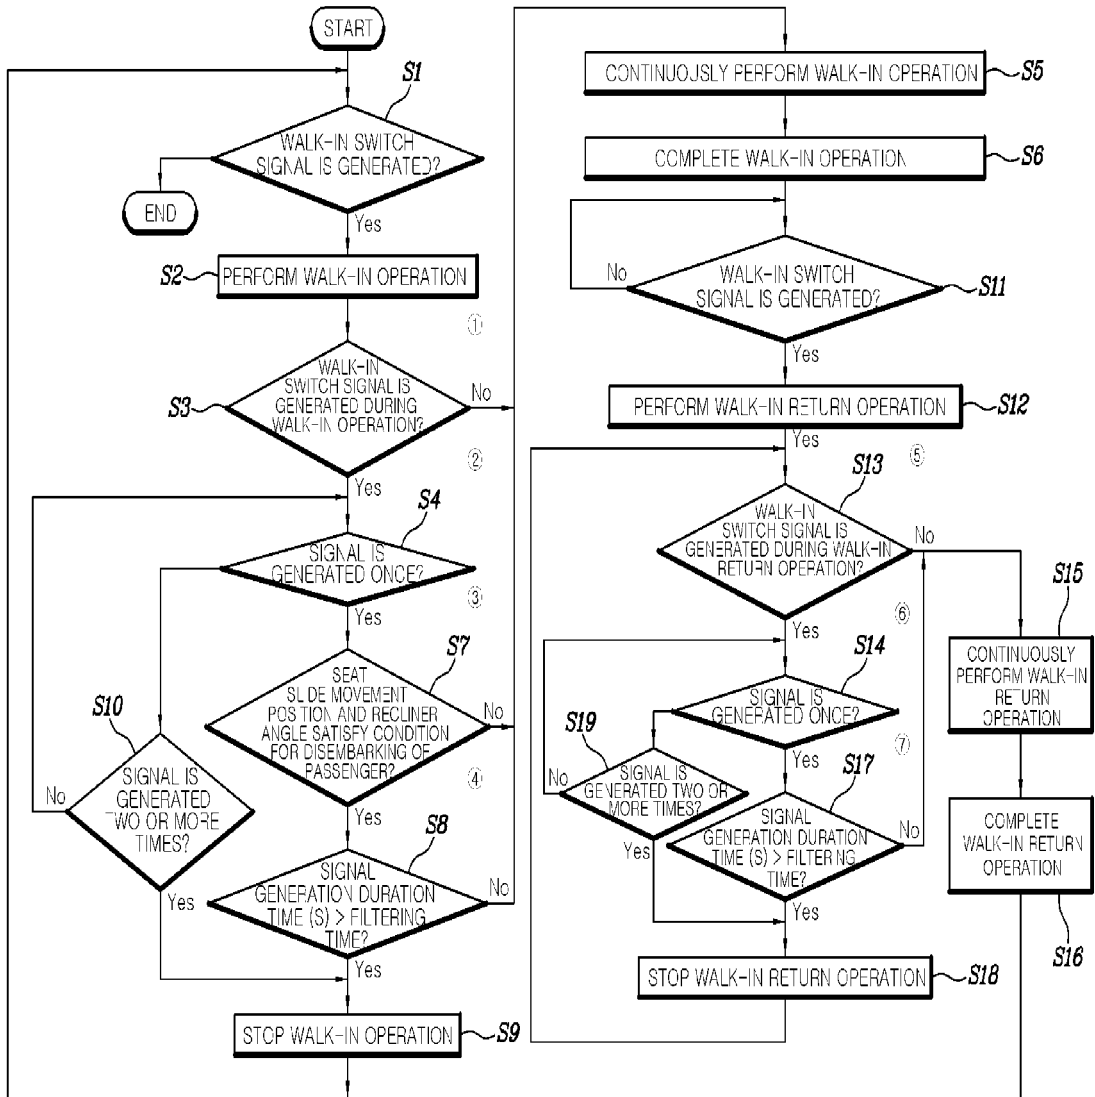 START
S1
WALK-IN SWITCH
SIGNAL IS GENERATED?
END
Yes
S2
PERFORM WALK-IN OPERATION
①
WALK-IN
SWITCH SIGNAL IS
GENERATED DURING
WALK-IN OPERATION?
S3
No
②
Yes
S4
SIGNAL IS
GENERATED ONCE?
③
Yes
S7
SEAT
SLIDE MOVEMENT
POSITION AND RECLINER
ANGLE SATISFY CONDITION
FOR DISEMBARKING OF
PASSENGER?
No
④
Yes
S10
SIGNAL IS
GENERATED
TWO OR MORE
TIMES?
No
Yes
S8
SIGNAL
GENERATION DURATION
TIME (S) > FILTERING
TIME?
No
Yes
STOP WALK-IN OPERATION
S9
CONTINUOUSLY PERFORM WALK-IN OPERATION
S5
COMPLETE WALK-IN OPERATION
S6
WALK-IN SWITCH
SIGNAL IS GENERATED?
No
S11
Yes
PERFORM WALK-IN RETURN OPERATION
S12
Yes
⑤
S13
WALK-IN
SWITCH SIGNAL IS
GENERATED DURING WALK-IN
RETURN OPERATION?
No
⑥
Yes
S14
SIGNAL IS
GENERATED ONCE?
⑦
Yes
S19
SIGNAL IS
GENERATED TWO OR
MORE TIMES?
No
Yes
S17
SIGNAL
GENERATION DURATION
TIME (S) > FILTERING
TIME?
No
Yes
STOP WALK-IN RETURN OPERATION
S18
S15
CONTINUOUSLY
PERFORM WALK-IN
RETURN
OPERATION
COMPLETE
WALK-IN RETURN
OPERATION
S16